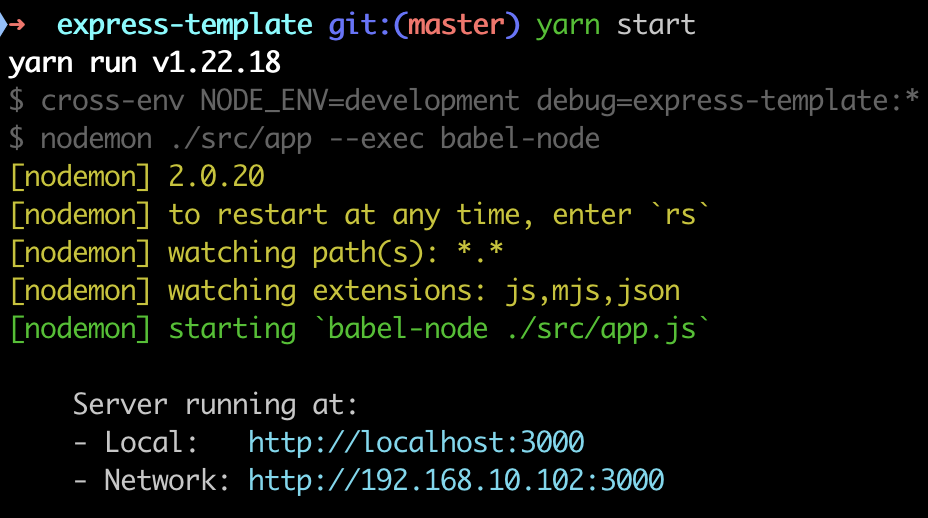 ➜ express-template git:(master) yarn start
yarn run v1.22.18
$ cross-env NODE_ENV=development debug=express-template:*
$ nodemon ./src/app --exec babel-node
[nodemon] 2.0.20
[nodemon] to restart at any time, enter `rs`
[nodemon] watching path(s): *.*
[nodemon] watching extensions: js,mjs,json
[nodemon] starting `babel-node ./src/app.js`
Server running at:
- Local: http://localhost:3000
- Network: http://192.168.10.102:3000